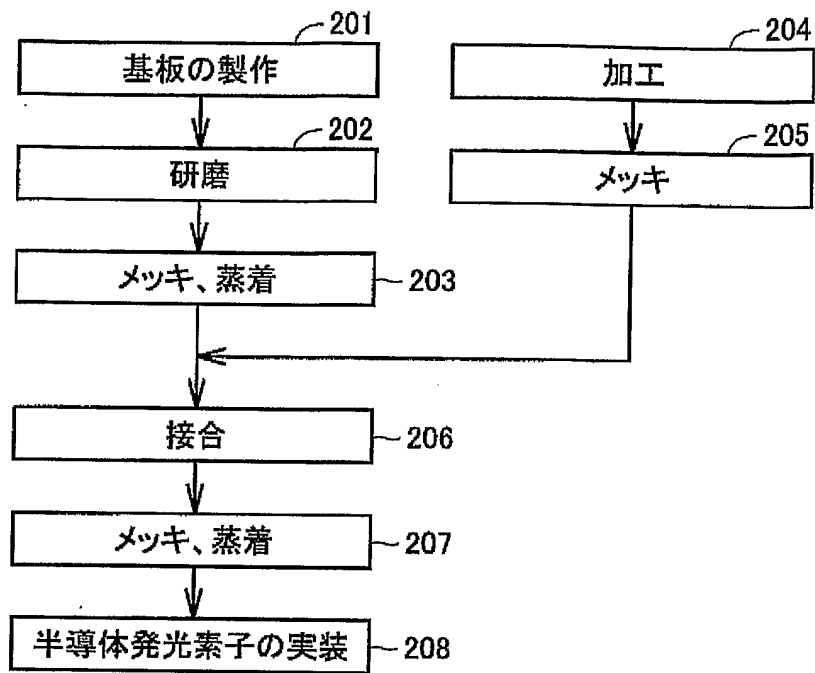 201
基板の製作
202
研磨
メッキ、蒸着
203
204
加工
205
メッキ
接合
206
メッキ、蒸着
207
半導体発光素子の実装
208